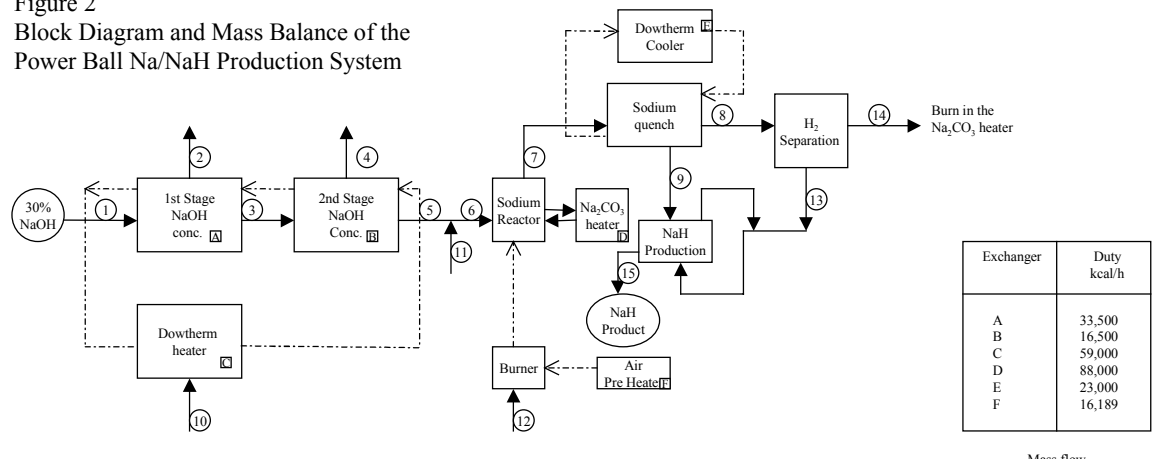 Figure 2
Block Diagram and Mass Balance of the
Power Ball Na/NaH Production System
Dowtherm
Cooler
E
Sodium
quench
8
H₂
Separation
14
Burn in the
Na₂CO₃ heater
2
4
7
9
13
30%
NaOH
1
1st Stage
NaOH
conc.
A
3
2nd Stage
NaOH
Conc.
B
5
6
11
Sodium
Reactor
Na₂CO₃
heater
D
NaH
Production
15
NaH
Product
Dowtherm
heater
C
10
Burner
12
Air
Pre Heater
F
Exchanger
Duty
kcal/h
A 33,500
B 16,500
C 59,000
D 88,000
E 23,000
F 16,189